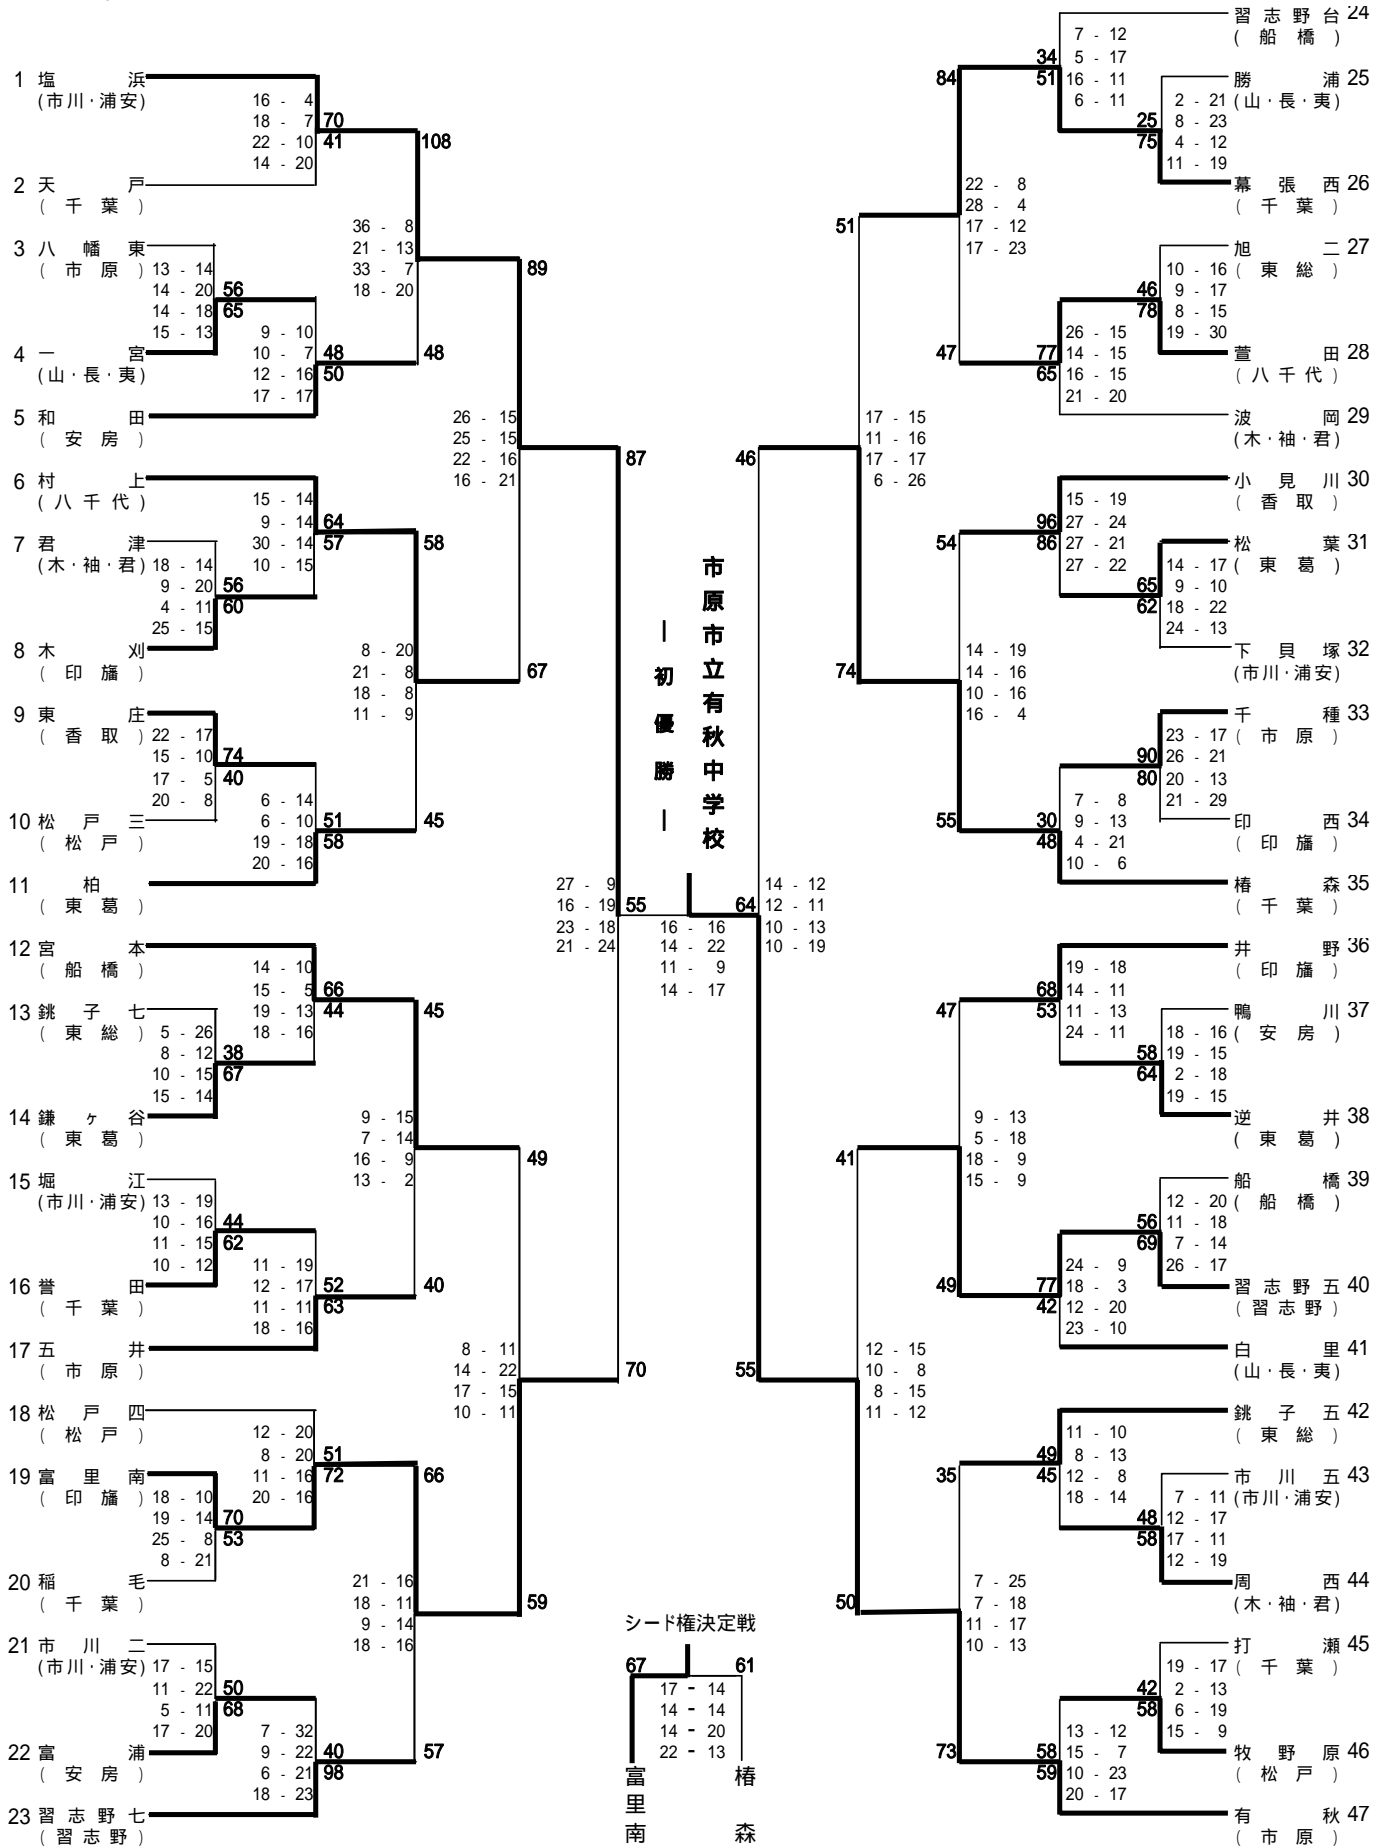 1 塩浜
(市川・浦安)
16 - 4
18 - 7
22 - 10
14 - 20
70
41
2 天戸
(千葉)
108
36 - 8
21 - 13
33 - 7
18 - 20
3 八幡東
(市原)
13 - 14
14 - 20
14 - 18
15 - 13
56
65
4 一宮
(山・長・夷)
9 - 10
10 - 7
12 - 16
17 - 17
48
50
48
5 和田
(安房)
89
26 - 15
25 - 15
22 - 16
16 - 21
6 村上
(八千代)
15 - 14
9 - 14
30 - 14
10 - 15
64
57
58
7 君津
(木・袖・君)
18 - 14
9 - 20
4 - 11
25 - 15
56
60
8 木刈
(印旛)
8 - 20
21 - 8
18 - 8
11 - 9
67
9 東庄
(香取)
22 - 17
15 - 10
17 - 5
20 - 8
74
40
10 松戸三
(松戸)
6 - 14
6 - 10
19 - 18
20 - 16
51
58
45
11 柏
(東葛)
87
27 - 9
16 - 19
23 - 18
21 - 24
55
12 宮本
(船橋)
14 - 10
15 - 5
19 - 13
18 - 16
66
44
45
13 銚子七
(東総)
5 - 26
8 - 12
10 - 15
15 - 14
38
67
14 鎌ヶ谷
(東葛)
9 - 15
7 - 14
16 - 9
13 - 2
49
15 堀江
(市川・浦安)
13 - 19
10 - 16
11 - 15
10 - 12
44
62
16 誉田
(千葉)
11 - 19
12 - 17
11 - 11
18 - 16
52
63
40
17 五井
(市原)
8 - 11
14 - 22
17 - 15
10 - 11
70
18 松戸四
(松戸)
12 - 20
8 - 20
11 - 16
20 - 16
51
72
66
19 富里南
(印旛)
18 - 10
19 - 14
25 - 8
8 - 21
70
53
20 稲毛
(千葉)
21 - 16
18 - 11
9 - 14
18 - 16
59
21 市川二
(市川・浦安)
17 - 15
11 - 22
5 - 11
17 - 20
50
68
22 富浦
(安房)
7 - 32
9 - 22
6 - 21
18 - 23
40
98
57
23 習志野七
(習志野)
市原市立有秋中学校
―初優勝―
16 - 16
14 - 22
11 - 9
14 - 17
64
シード権決定戦
67
61
17 - 14
14 - 14
14 - 20
22 - 13
富里南
椿森
習志野台 24
(船橋)
7 - 12
5 - 17
16 - 11
6 - 11
34
51
84
勝浦 25
(山・長・夷)
2 - 21
8 - 23
4 - 12
11 - 19
25
75
幕張西 26
(千葉)
22 - 8
28 - 4
17 - 12
17 - 23
51
旭二 27
(東総)
10 - 16
9 - 17
8 - 15
19 - 30
46
78
萱田 28
(八千代)
26 - 15
14 - 15
16 - 15
21 - 20
77
65
47
波岡 29
(木・袖・君)
17 - 15
11 - 16
17 - 17
6 - 26
46
小見川 30
(香取)
15 - 19
27 - 24
27 - 21
27 - 22
96
86
54
松葉 31
(東葛)
14 - 17
9 - 10
18 - 22
24 - 13
65
62
下貝塚 32
(市川・浦安)
14 - 19
14 - 16
10 - 16
16 - 4
74
千種 33
(市原)
23 - 17
26 - 21
20 - 13
21 - 29
90
80
印西 34
(印旛)
7 - 8
9 - 13
4 - 21
10 - 6
30
48
55
椿森 35
(千葉)
14 - 12
12 - 11
10 - 13
10 - 19
井野 36
(印旛)
19 - 18
14 - 11
11 - 13
24 - 11
68
53
47
鴨川 37
(安房)
18 - 16
19 - 15
2 - 18
19 - 15
58
64
逆井 38
(東葛)
9 - 13
5 - 18
18 - 9
15 - 9
41
船橋 39
(船橋)
12 - 20
11 - 18
7 - 14
26 - 17
56
69
習志野五 40
(習志野)
24 - 9
18 - 3
12 - 20
23 - 10
77
42
49
白里 41
(山・長・夷)
12 - 15
10 - 8
8 - 15
11 - 12
55
銚子五 42
(東総)
11 - 10
8 - 13
12 - 8
18 - 14
49
45
35
市川五 43
(市川・浦安)
7 - 11
12 - 17
17 - 11
12 - 19
48
58
周西 44
(木・袖・君)
7 - 25
7 - 18
11 - 17
10 - 13
50
打瀬 45
(千葉)
19 - 17
2 - 13
6 - 19
15 - 9
42
58
牧野原 46
(松戸)
13 - 12
15 - 7
10 - 23
20 - 17
58
59
73
有秋 47
(市原)